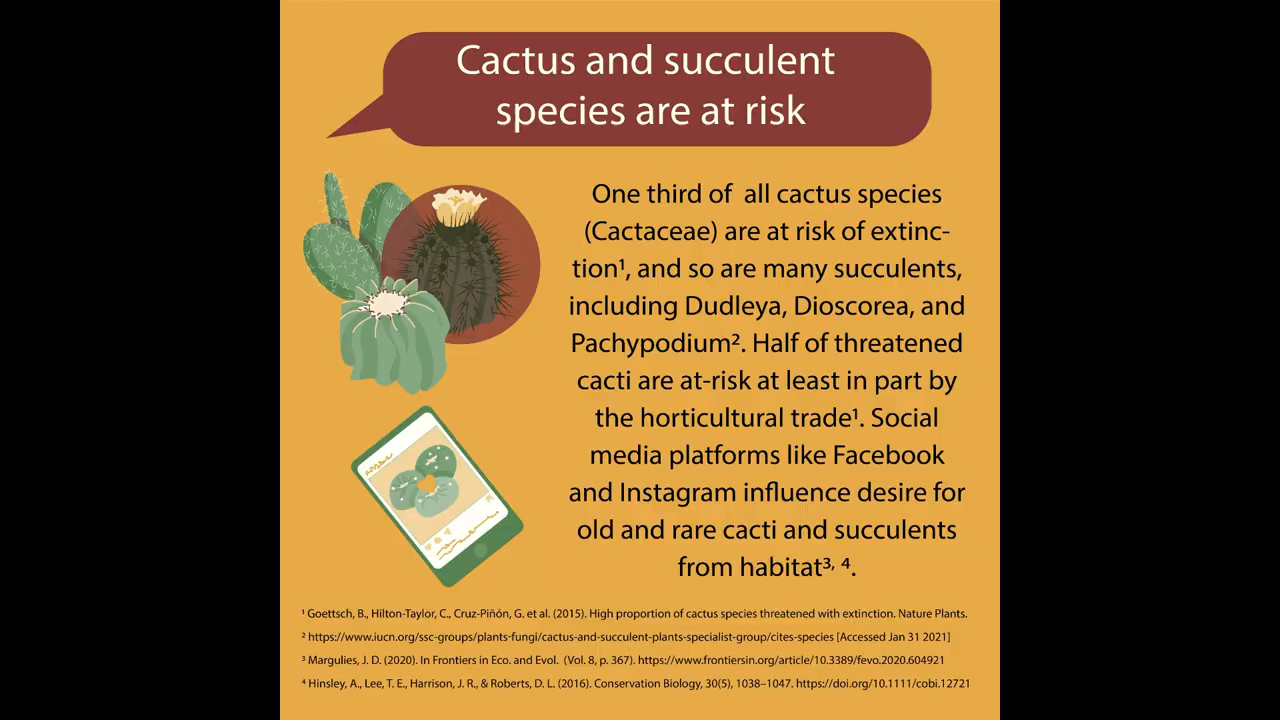 Cactus and succulent
species are at risk
One third of  all cactus species
(Cactaceae) are at risk of extinc-
tion¹, and so are many succulents,
including Dudleya, Dioscorea, and
Pachypodium². Half of threatened
cacti are at-risk at least in part by
the horticultural trade¹. Social
media platforms like Facebook
and Instagram influence desire for
old and rare cacti and succulents
from habitat³, ⁴.
¹ Goettsch, B., Hilton-Taylor, C., Cruz-Piñón, G. et al. (2015). High proportion of cactus species threatened with extinction. Nature Plants.
² https://www.iucn.org/ssc-groups/plants-fungi/cactus-and-succulent-plants-specialist-group/cites-species [Accessed Jan 31 2021]
³ Margulies, J. D. (2020). In Frontiers in Eco. and Evol.  (Vol. 8, p. 367). https://www.frontiersin.org/article/10.3389/fevo.2020.604921
⁴ Hinsley, A., Lee, T. E., Harrison, J. R., & Roberts, D. L. (2016). Conservation Biology, 30(5), 1038–1047. https://doi.org/10.1111/cobi.12721